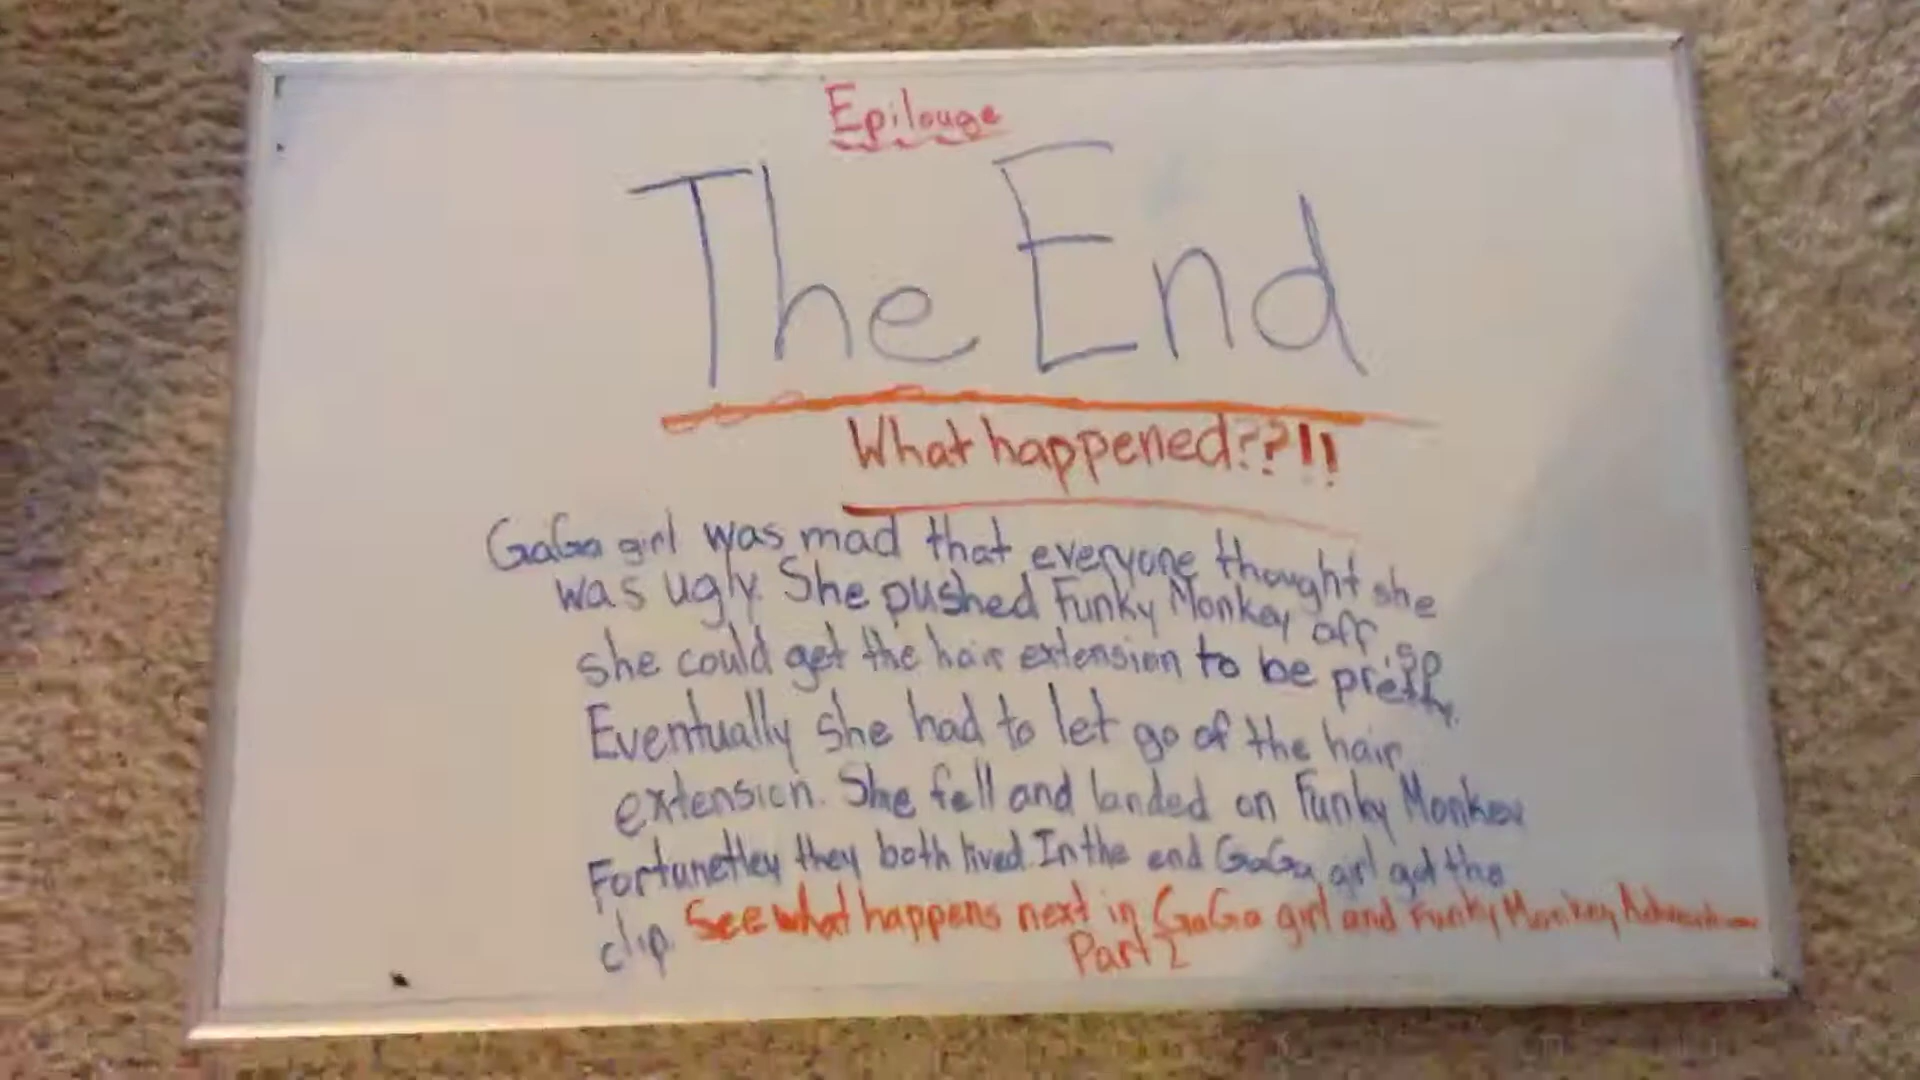 Epilouge
The End
What happened??!!
GaGa girl was mad that everyone thought she
was ugly. She pushed Funky Monkey off so
she could get the hair extension to be pretty.
Eventually she had to let go of the hair
extension. She fell and landed on Funky Monkey
Fortunetley they both lived. In the end GaGa girl got the
clip. See what happens next in GaGa girl and Funky Monkey
Part 2